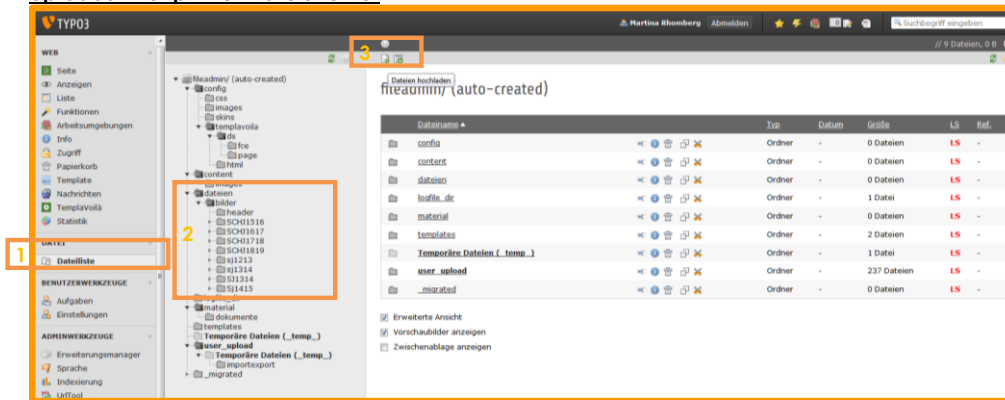 TYPO3
Martina Rhomberg Abmelden
Suchbegriff eingeben
// 9 Dateien, 0 B
WEB
Seite
Anzeigen
Liste
Funktionen
Arbeitsumgebungen
Info
Zugriff
Papierkorb
Template
Nachrichten
TemplaVoilà
Statistik
DATEI
1
Dateiliste
BENUTZERWERKZEUGE
Aufgaben
Einstellungen
ADMINWERKZEUGE
Erweiterungsmanager
Sprache
Indexierung
UrlTool
fileadmin/ (auto-created)
config
css
images
skins
templavoila
ds
fce
page
html
content
images
2
dateien
bilder
header
SCHJ1516
SCHJ1617
SCHJ1718
SCHJ1819
sj1213
sj1314
SJ1314
Sj1415
logfile_dir
material
dokumente
templates
Temporäre Dateien (_temp_)
user_upload
Temporäre Dateien (_temp_)
importexport
_migrated
3
Dateien hochladen
fileadmin/ (auto-created)
Dateiname Typ Datum Größe LS Ref.
config Ordner - 0 Dateien LS -
content Ordner - 0 Dateien LS -
dateien Ordner - 0 Dateien LS -
logfile_dir Ordner - 1 Datei LS -
material Ordner - 0 Dateien LS -
templates Ordner - 2 Dateien LS -
Temporäre Dateien (_temp_) Ordner - 1 Datei LS -
user_upload Ordner - 237 Dateien LS -
_migrated Ordner - 0 Dateien LS -
Erweiterte Ansicht
Vorschaubilder anzeigen
Zwischenablage anzeigen